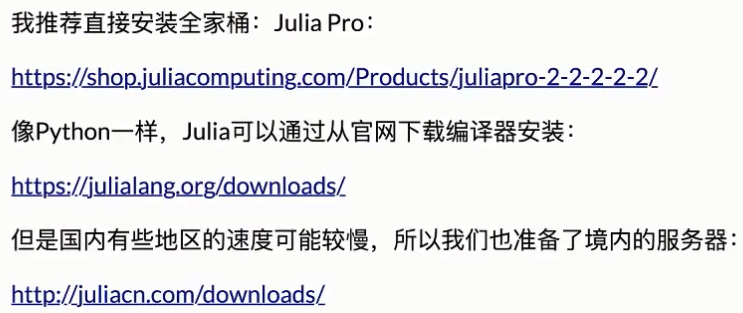 我推荐直接安装全家桶：Julia Pro：
https://shop.juliacomputing.com/Products/juliapro-2-2-2-2-2/
像Python一样，Julia可以通过从官网下载编译器安装：
https://julialang.org/downloads/
但是国内有些地区的速度可能较慢，所以我们也准备了境内的服务器：
http://juliacn.com/downloads/